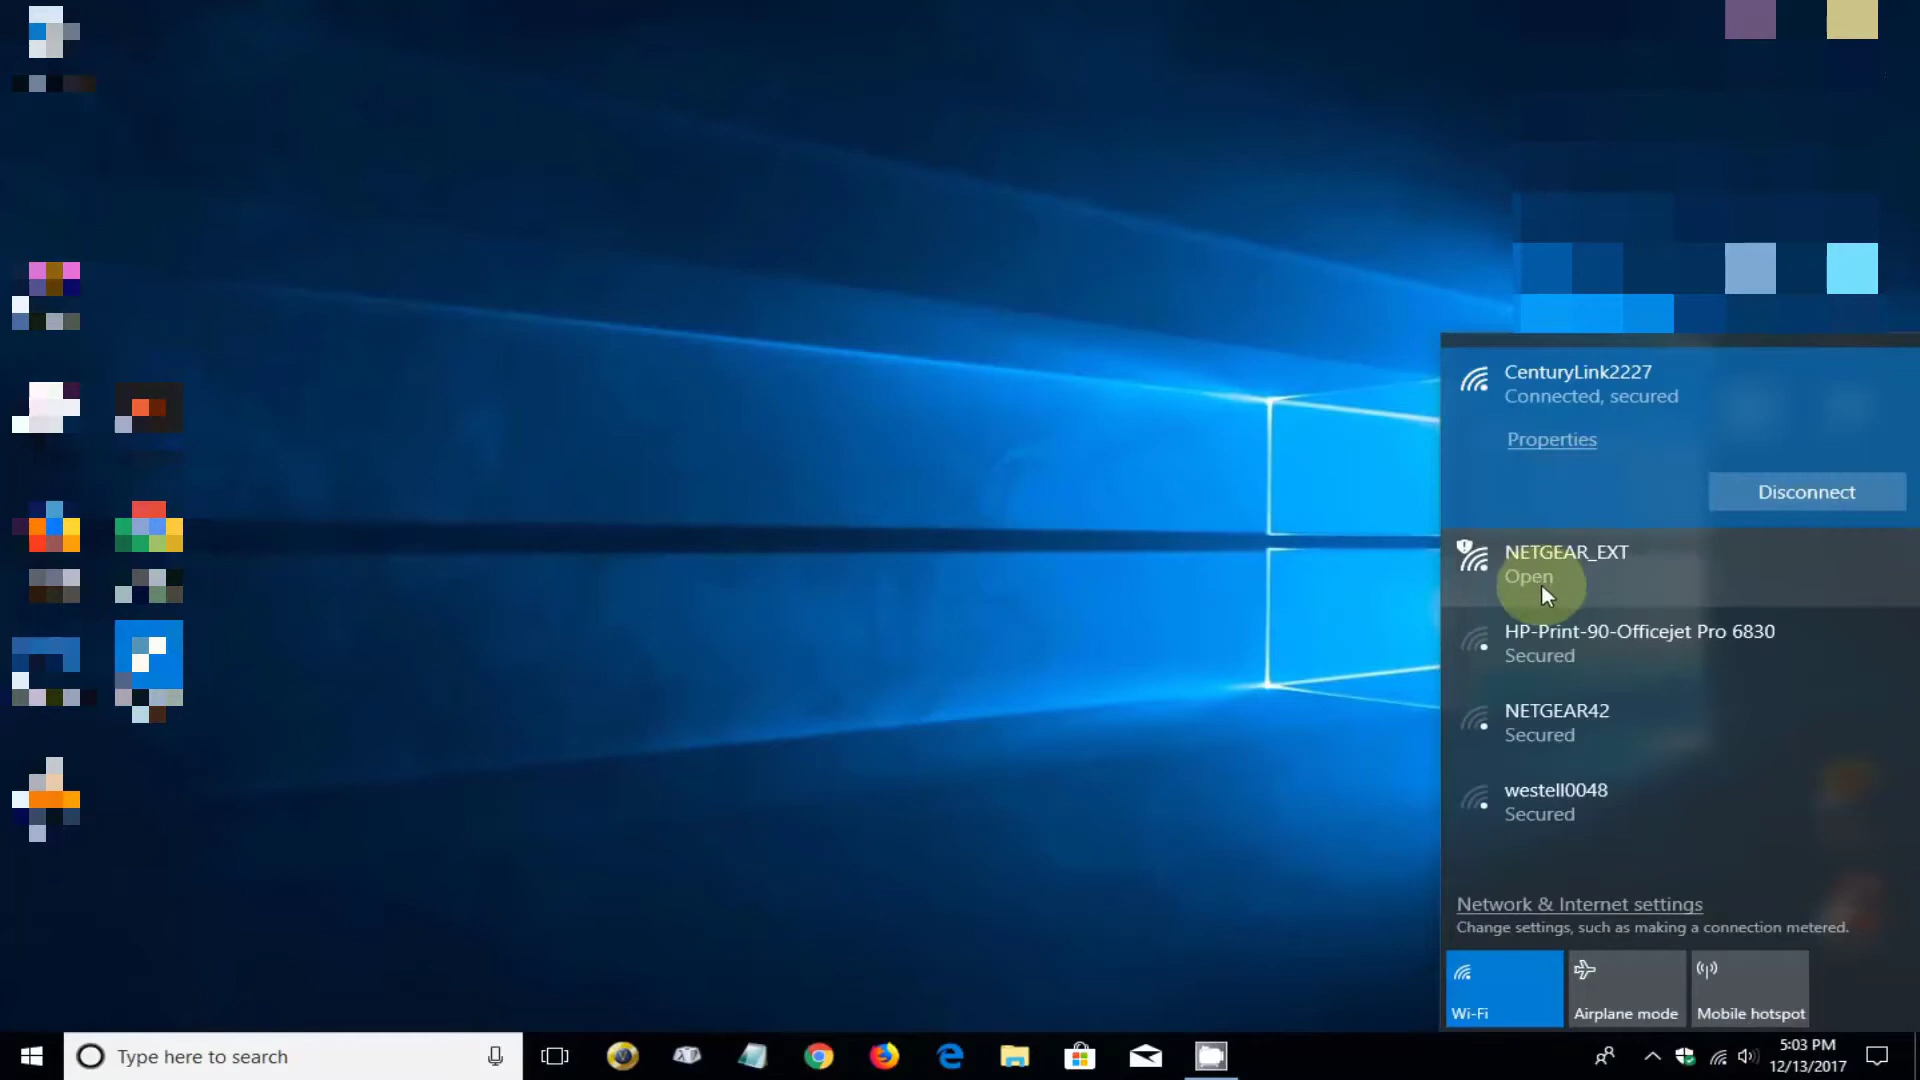 CenturyLink2227
Connected, secured
Properties
Disconnect
NETGEAR_EXT
Open
HP-Print-90-Officejet Pro 6830
Secured
NETGEAR42
Secured
westell0048
Secured
Network & Internet settings
Change settings, such as making a connection metered.
Wi-Fi
Airplane mode
Mobile hotspot
Type here to search
5:03 PM
12/13/2017